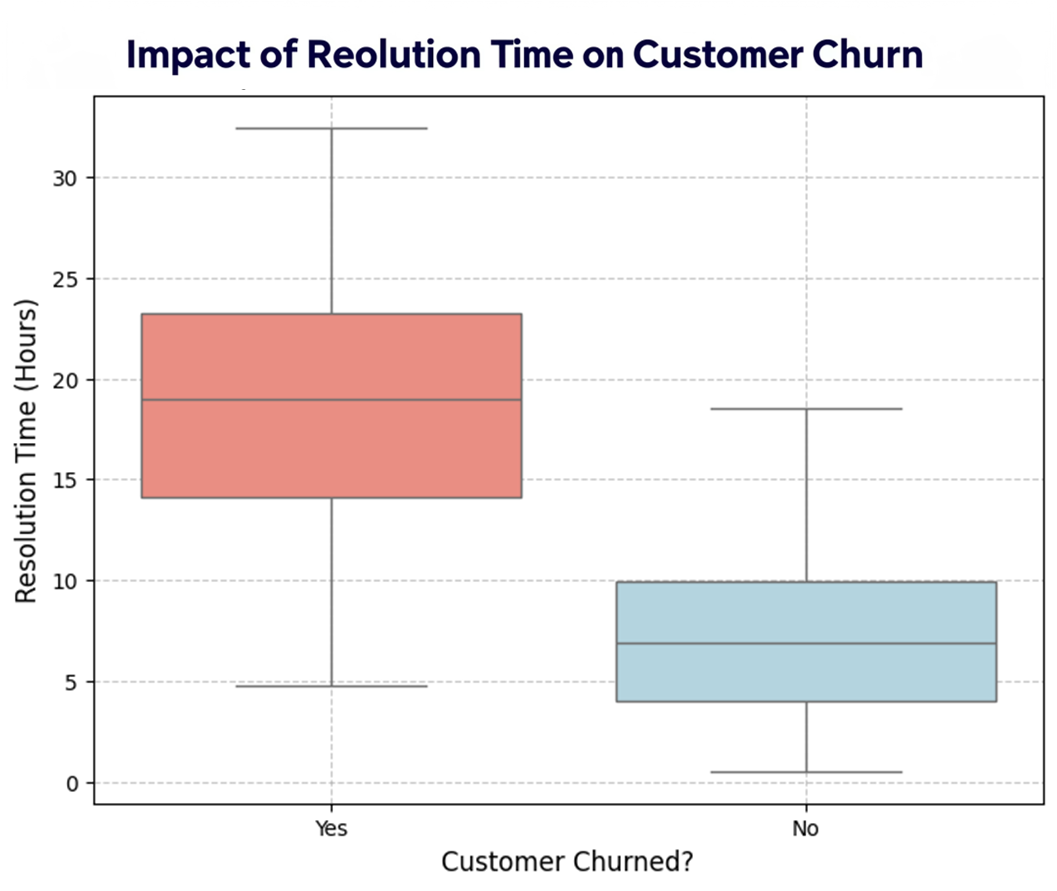 Impact of Reolution Time on Customer Churn
Resolution Time (Hours)
30
25
20
15
10
5
0
Yes
No
Customer Churned?